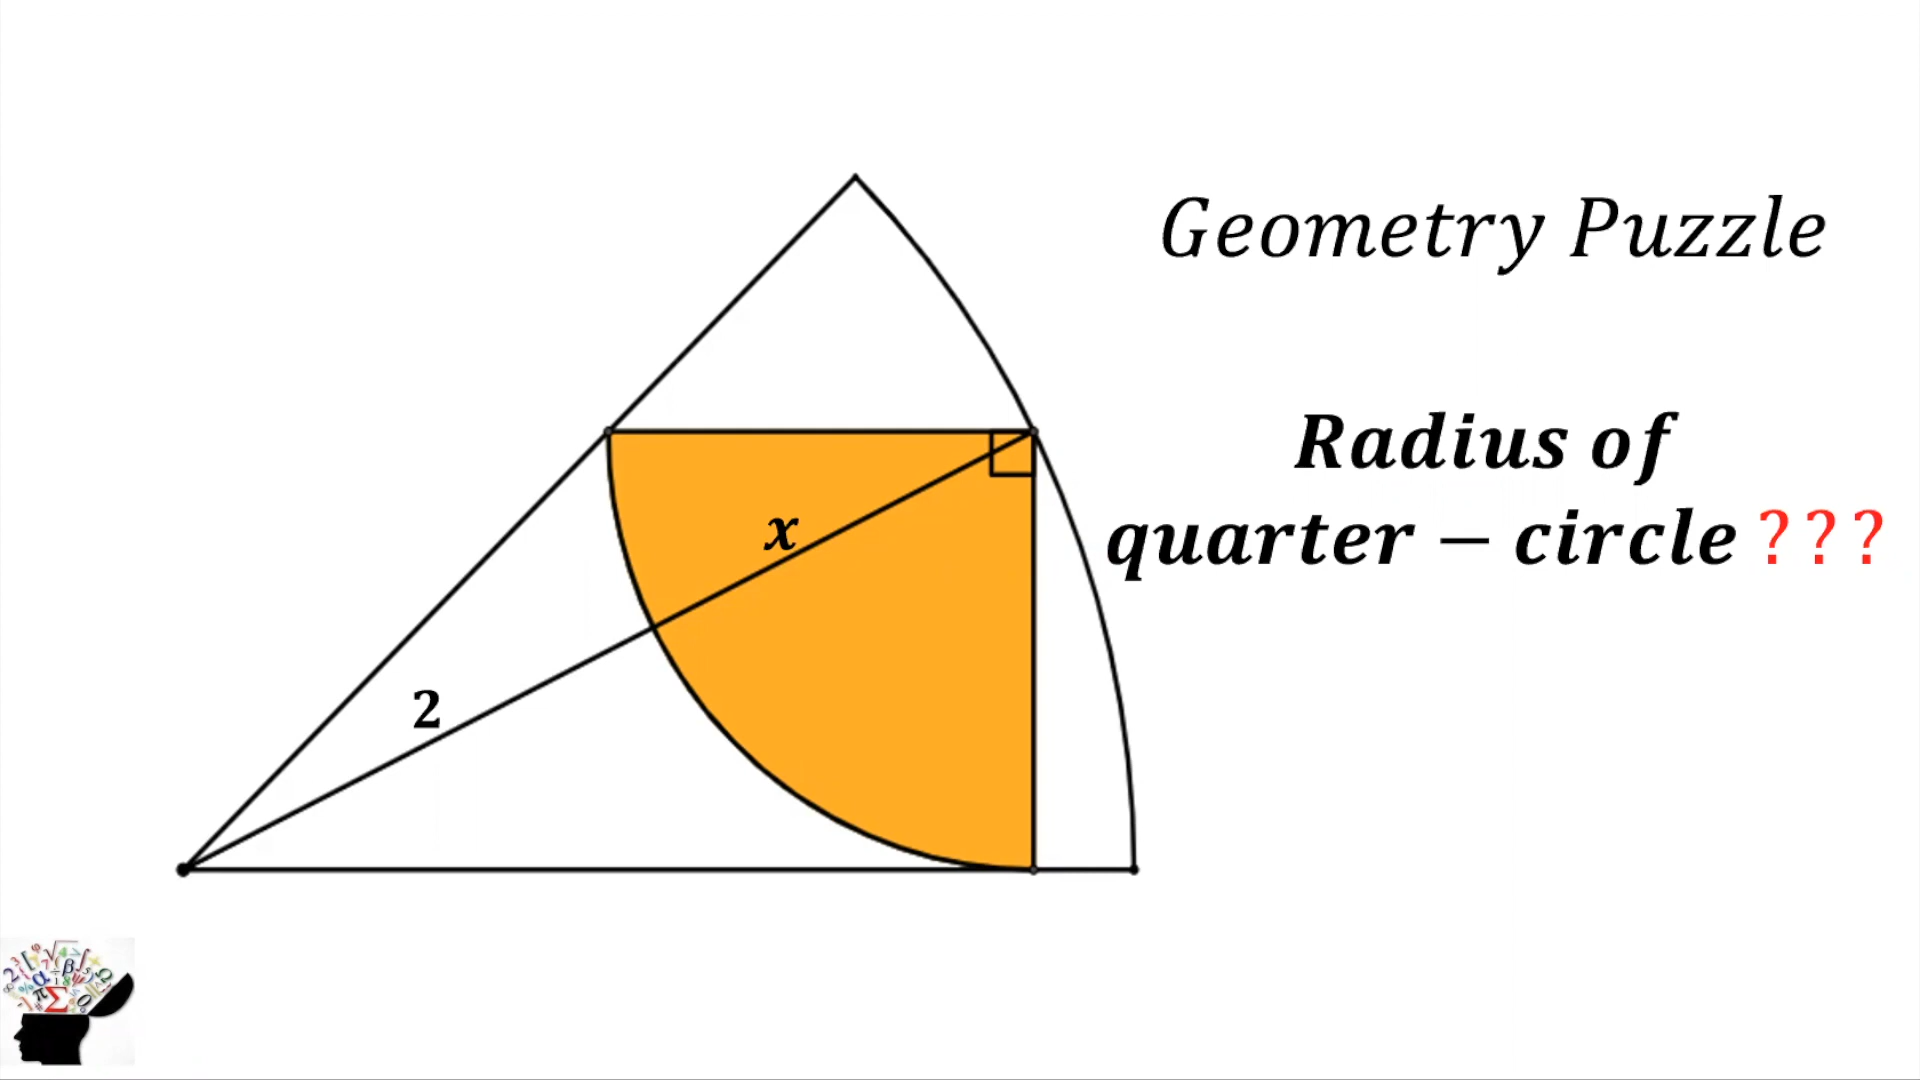 Geometry Puzzle
Radius of
quarter − circle ???
x
2